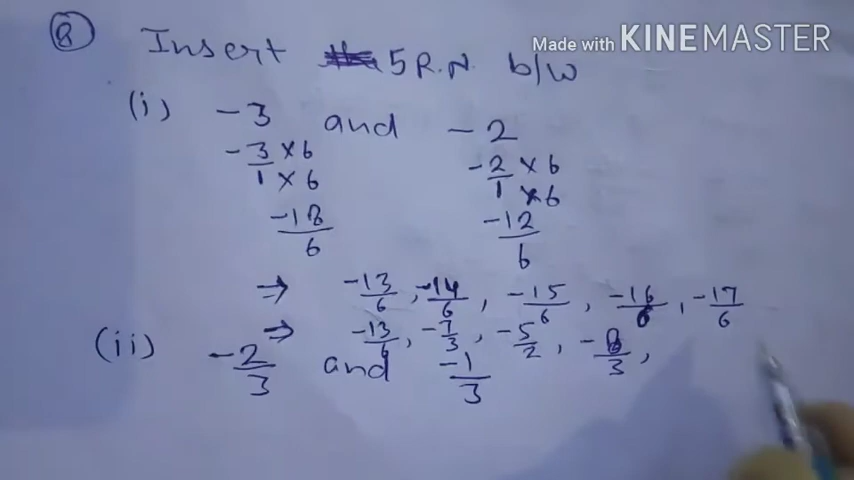 Made with KINEMASTER
8 Insert 5 R.N. b/w
(i) -3 and -2
-3/1 ×6/×6 -2/1 ×6/×6
-18/6 -12/6
⇒ -13/6, -14/6, -15/6, -16/6, -17/6
⇒ -13/6, -7/3, -5/2, -8/3,
(ii) -2/3 and -1/3